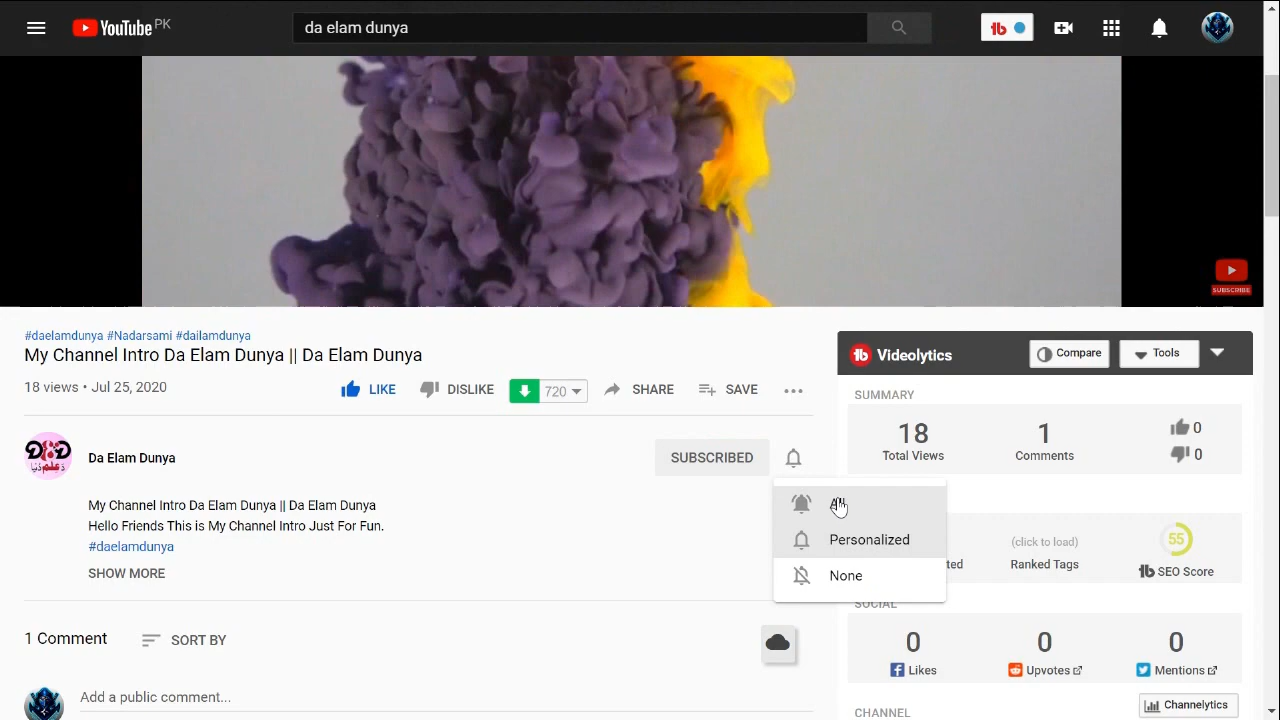 YouTube PK
da elam dunya
SUBSCRIBE
#daelamdunya #Nadarsami #dailamdunya
My Channel Intro Da Elam Dunya || Da Elam Dunya
18 views • Jul 25, 2020
LIKE
DISLIKE
720
SHARE
SAVE
Da Elam Dunya
SUBSCRIBED
My Channel Intro Da Elam Dunya || Da Elam Dunya
Hello Friends This is My Channel Intro Just For Fun.
#daelamdunya
SHOW MORE
1 Comment
SORT BY
Add a public comment...
Personalized
None
Videolytics
Compare
Tools
SUMMARY
18
Total Views
1
Comments
0
0
(click to load)
Ranked Tags
55
SEO Score
SOCIAL
0
Likes
0
Upvotes
0
Mentions
CHANNEL
Channelytics